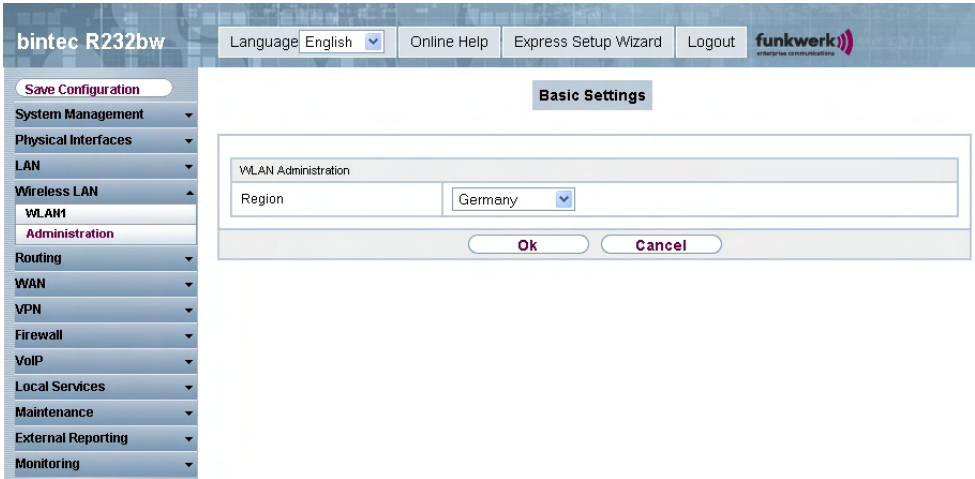 bintec R232bw
Language English
Online Help
Express Setup Wizard
Logout
funkwerk
enterprise communications
Save Configuration
System Management
Physical Interfaces
LAN
Wireless LAN
WLAN1
Administration
Routing
WAN
VPN
Firewall
VoIP
Local Services
Maintenance
External Reporting
Monitoring
Basic Settings
WLAN Administration
Region Germany
Ok Cancel